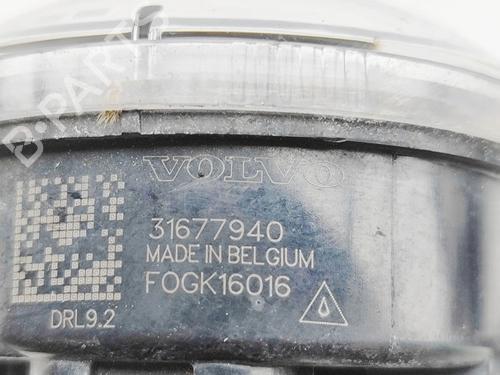 B-PARTS
VOLVO
31677940
MADE IN BELGIUM
FOGK16016
DRL9.2